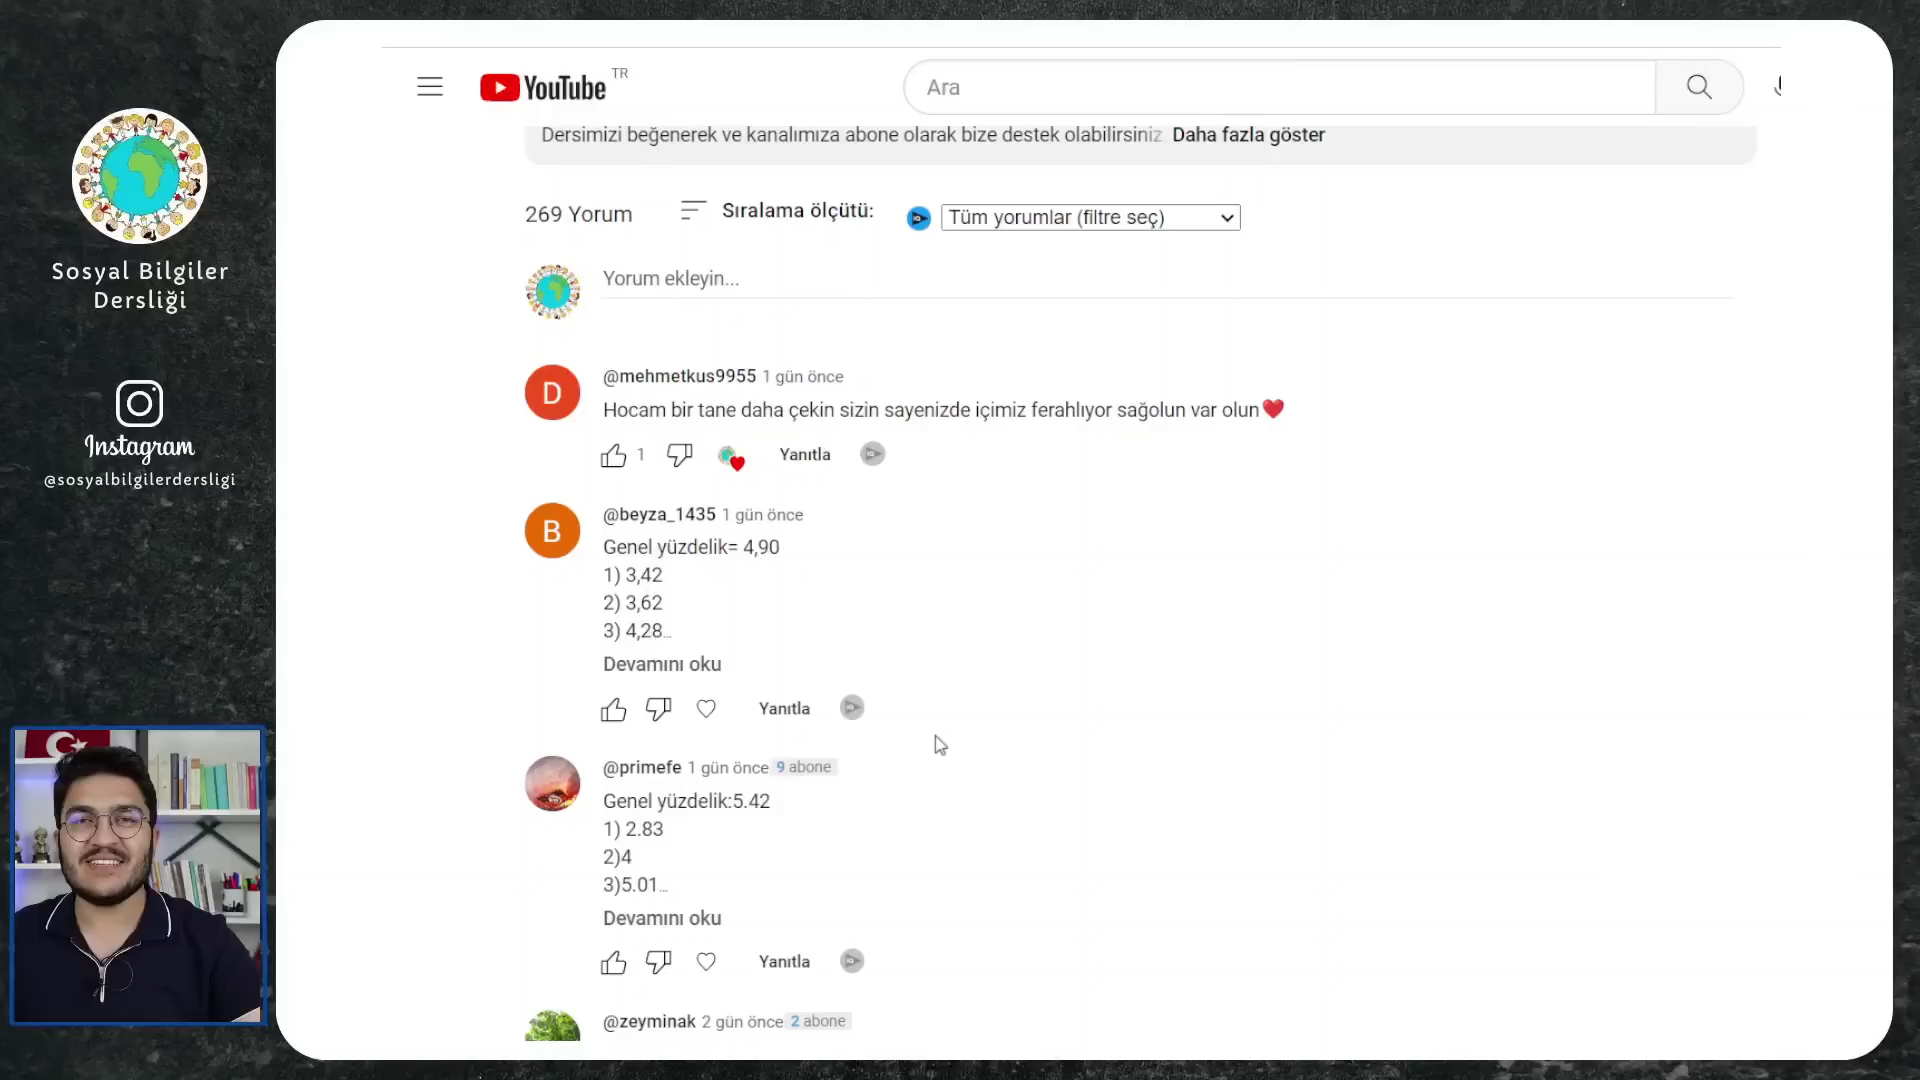 Sosyal Bilgiler
Dersliği
Instagram
@sosyalbilgilerdersligi
YouTube TR
Ara
Dersimizi beğenerek ve kanalımıza abone olarak bize destek olabilirsiniz Daha fazla göster
269 Yorum
Sıralama ölçütü:
Tüm yorumlar (filtre seç)
Yorum ekleyin...
D
@mehmetkus9955 1 gün önce
Hocam bir tane daha çekin sizin sayenizde içimiz ferahlıyor sağolun var olun❤️
1
Yanıtla
B
@beyza_1435 1 gün önce
Genel yüzdelik= 4,90
1) 3,42
2) 3,62
3) 4,28...
Devamını oku
Yanıtla
@primefe 1 gün önce 9 abone
Genel yüzdelik:5.42
1) 2.83
2)4
3)5.01...
Devamını oku
Yanıtla
@zeyminak 2 gün önce 2 abone